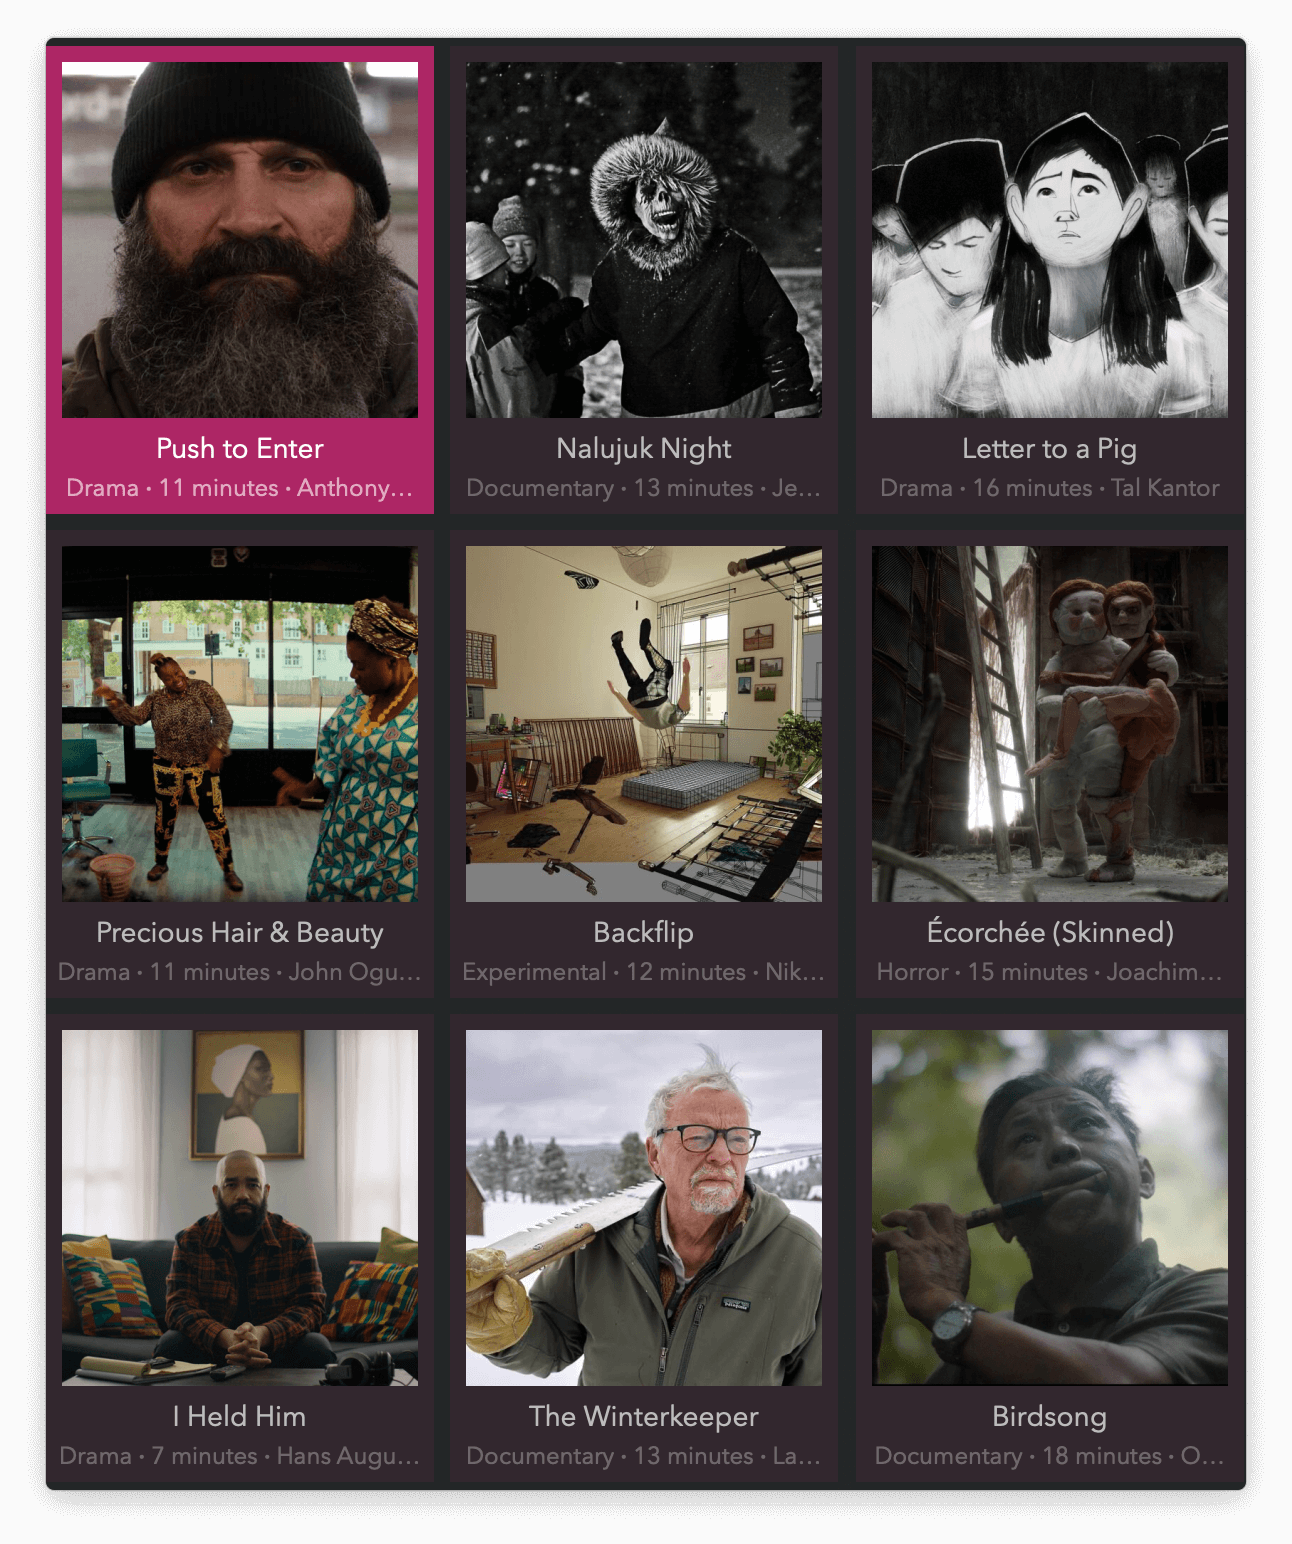 Push to Enter
Drama • 11 minutes • Anthony…
Nalujuk Night
Documentary • 13 minutes • Je…
Letter to a Pig
Drama • 16 minutes • Tal Kantor
Precious Hair & Beauty
Drama • 11 minutes • John Ogu…
Backflip
Experimental • 12 minutes • Nik…
Écorchée (Skinned)
Horror • 15 minutes • Joachim…
I Held Him
Drama • 7 minutes • Hans Augu…
The Winterkeeper
Documentary • 13 minutes • La…
Birdsong
Documentary • 18 minutes • O…